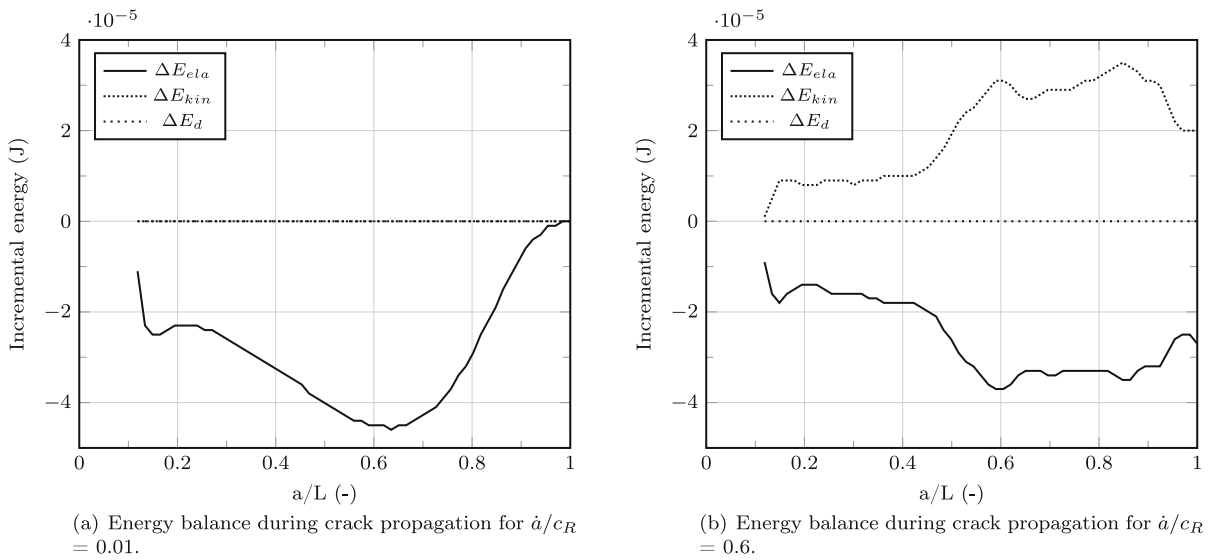 ·10⁻⁵
4
2
0
−2
−4
Incremental energy (J)
ΔE_ela
ΔE_kin
ΔE_d
0
0.2
0.4
0.6
0.8
1
a/L (-)
(a) Energy balance during crack propagation for ȧ/c_R
= 0.01.
·10⁻⁵
4
2
0
−2
−4
Incremental energy (J)
ΔE_ela
ΔE_kin
ΔE_d
0
0.2
0.4
0.6
0.8
1
a/L (-)
(b) Energy balance during crack propagation for ȧ/c_R
= 0.6.